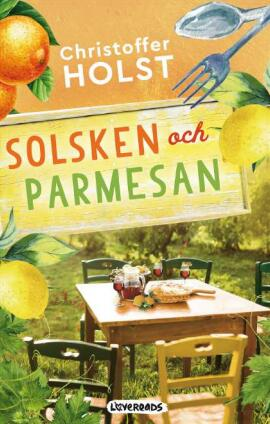 Christoffer
HOLST
SOLSKEN och
PARMESAN
LOVEREADS